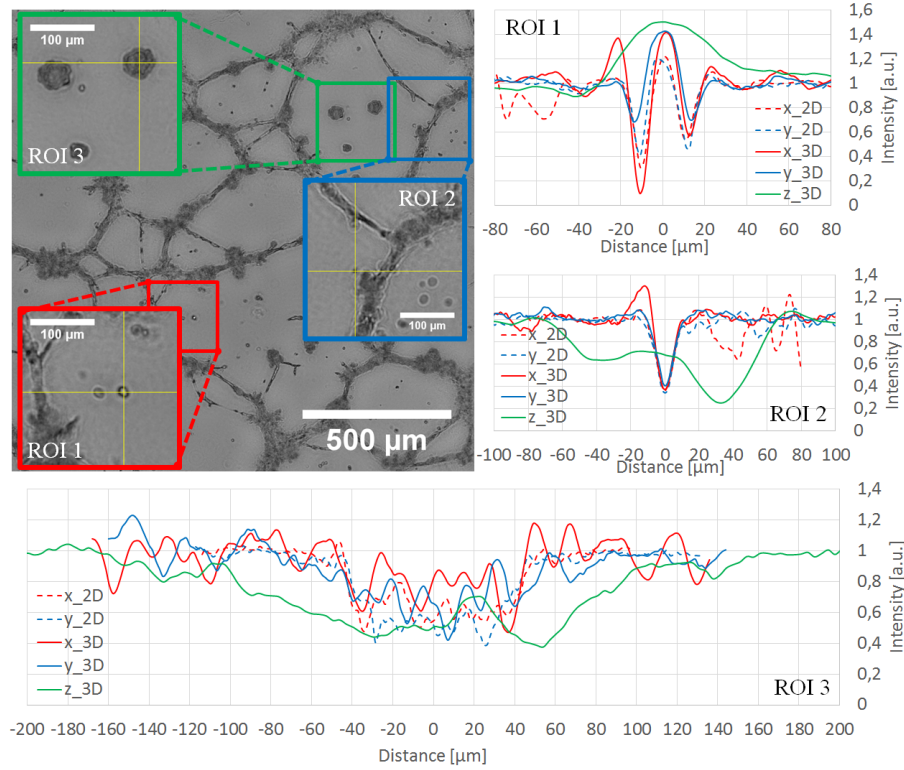 100 µm
ROI 3
ROI 2
100 µm
100 µm
ROI 1
500 µm
ROI 1
1,6
1,4
1,2
1
0,8
0,6
0,4
0,2
0
x_2D
y_2D
x_3D
y_3D
z_3D
-80 -60 -40 -20 0 20 40 60 80
Distance [µm]
Intensity [a.u.]
1,4
1,2
1
0,8
0,6
0,4
0,2
0
x_2D
y_2D
x_3D
y_3D
z_3D
ROI 2
-100 -80 -60 -40 -20 0 20 40 60 80 100
Distance [µm]
Intensity [a.u.]
1,4
1,2
1
0,8
0,6
0,4
0,2
0
x_2D
y_2D
x_3D
y_3D
z_3D
ROI 3
-200 -180 -160 -140 -120 -100 -80 -60 -40 -20 0 20 40 60 80 100 120 140 160 180 200
Distance [µm]
Intensity [a.u.]